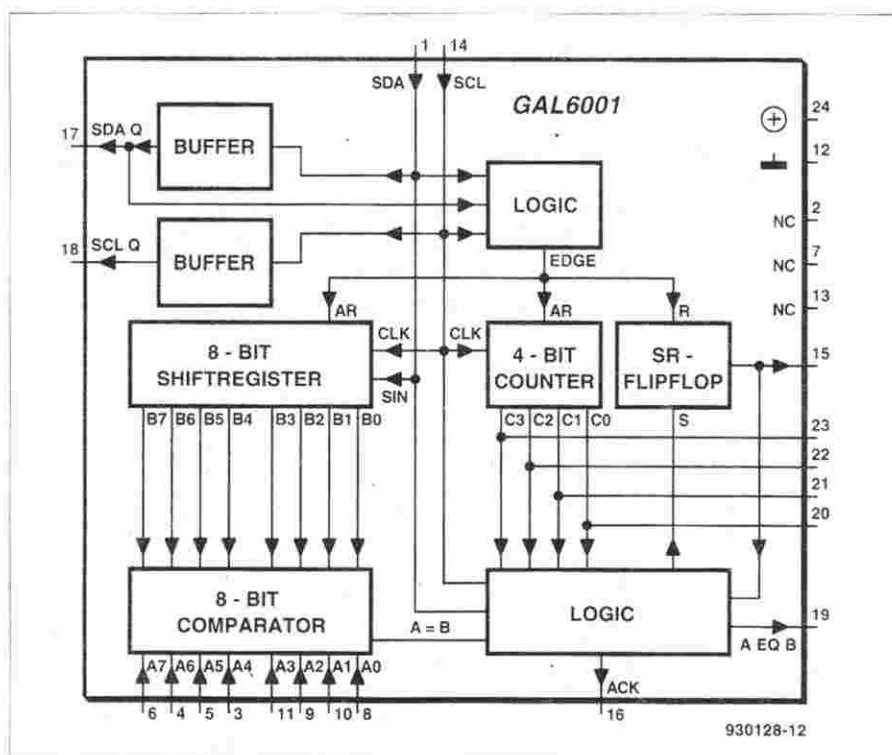 1 14
SDA SCL
GAL6001
24
17 SDA Q
BUFFER
12
LOGIC
2
NC
18 SCL Q
BUFFER
EDGE
7
NC
13
NC
AR AR R
8 - BIT
SHIFTREGISTER
CLK CLK
SIN
4 - BIT
COUNTER
SR -
FLIPFLOP
15
B7 B6 B5 B4 B3 B2 B1 B0
C3 C2 C1 C0
S
23
22
21
20
8 - BIT
COMPARATOR
A = B
LOGIC
19
A EQ B
A7 A6 A5 A4 A3 A2 A1 A0
ACK
6 4 5 3 11 9 10 8
16
930128-12